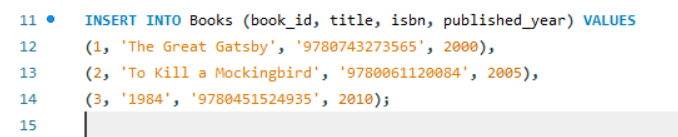 11 INSERT INTO Books (book_id, title, isbn, published_year) VALUES
12 (1, 'The Great Gatsby', '9780743273565', 2000),
13 (2, 'To Kill a Mockingbird', '9780061120084', 2005),
14 (3, '1984', '9780451524935', 2010);
15